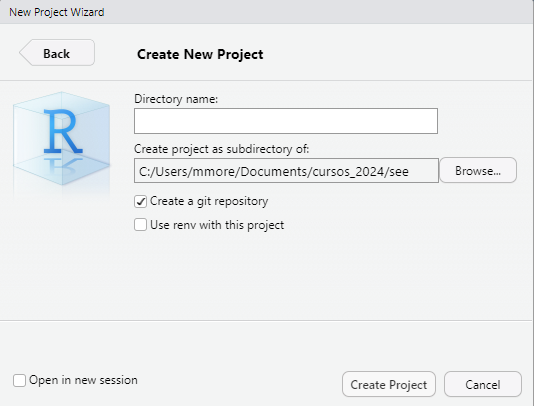 New Project Wizard
Back
Create New Project
R
Directory name:
Create project as subdirectory of:
C:/Users/mmore/Documents/cursos_2024/see
Browse...
Create a git repository
Use renv with this project
Open in new session
Create Project
Cancel